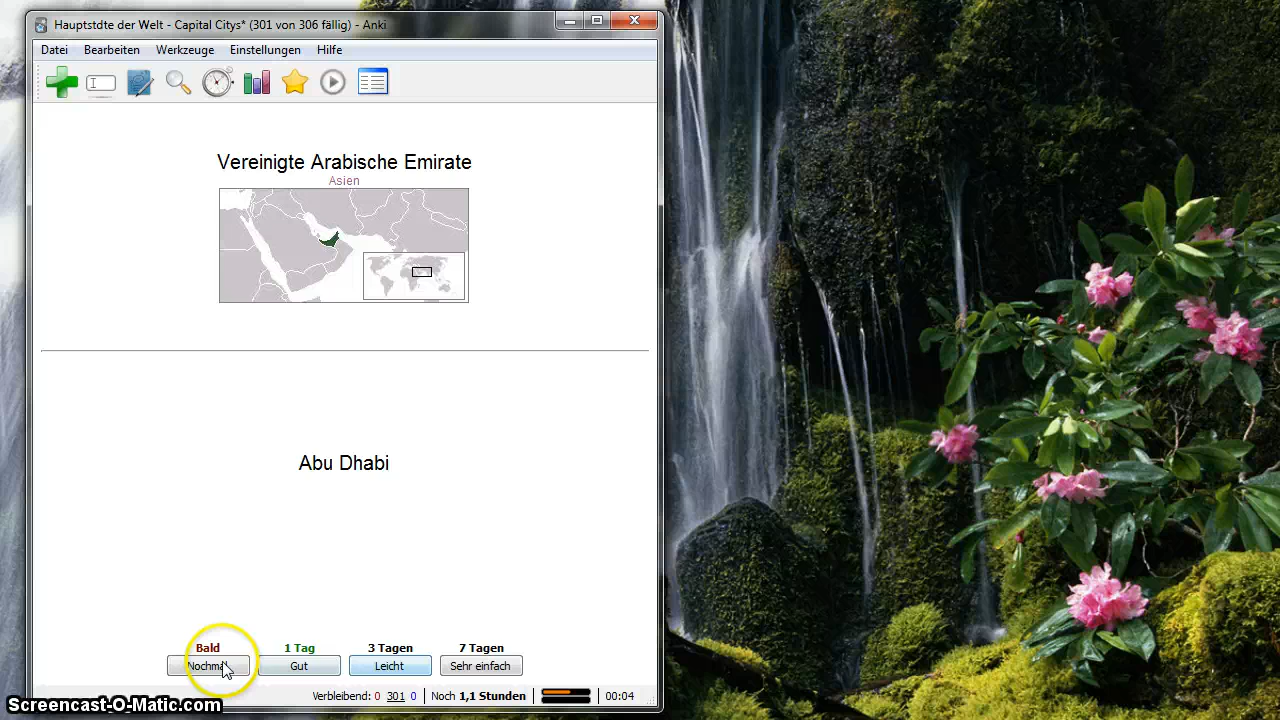 Hauptstdte der Welt - Capital Citys* (301 von 306 fällig) - Anki
Datei Bearbeiten Werkzeuge Einstellungen Hilfe
Vereinigte Arabische Emirate
Asien
Abu Dhabi
Bald 1 Tag 3 Tagen 7 Tagen
Nochmal Gut Leicht Sehr einfach
Verbleibend: 0 301 0 Noch 1,1 Stunden 00:04
Screencast-O-Matic.com